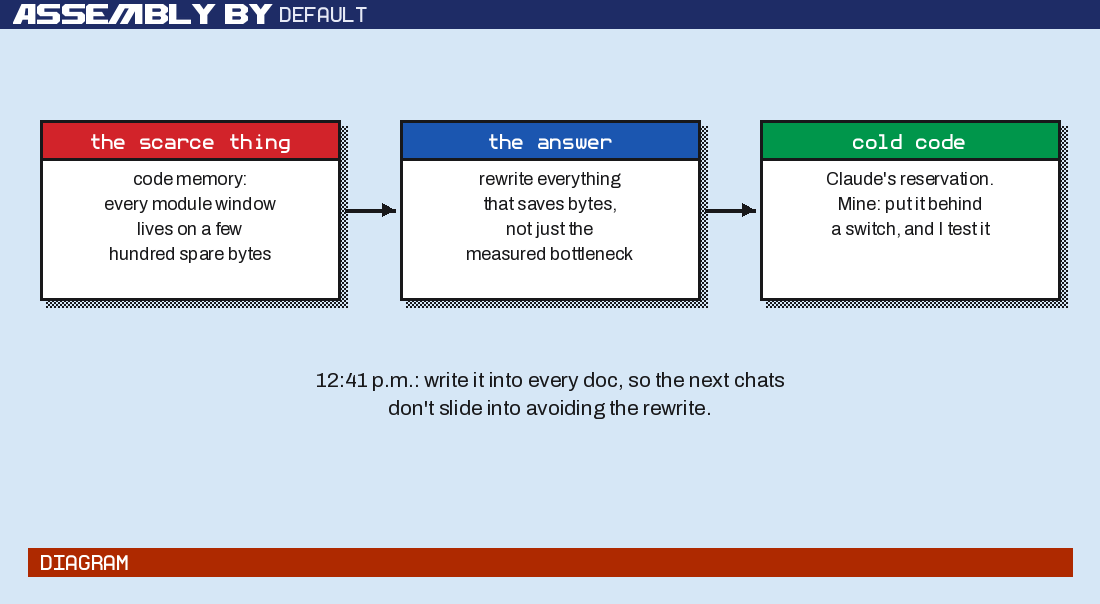 ASSEMBLY BY DEFAULT
the scarce thing
code memory:
every module window
lives on a few
hundred spare bytes
the answer
rewrite everything
that saves bytes,
not just the
measured bottleneck
cold code
Claude's reservation.
Mine: put it behind
a switch, and I test it
12:41 p.m.: write it into every doc, so the next chats
don't slide into avoiding the rewrite.
DIAGRAM